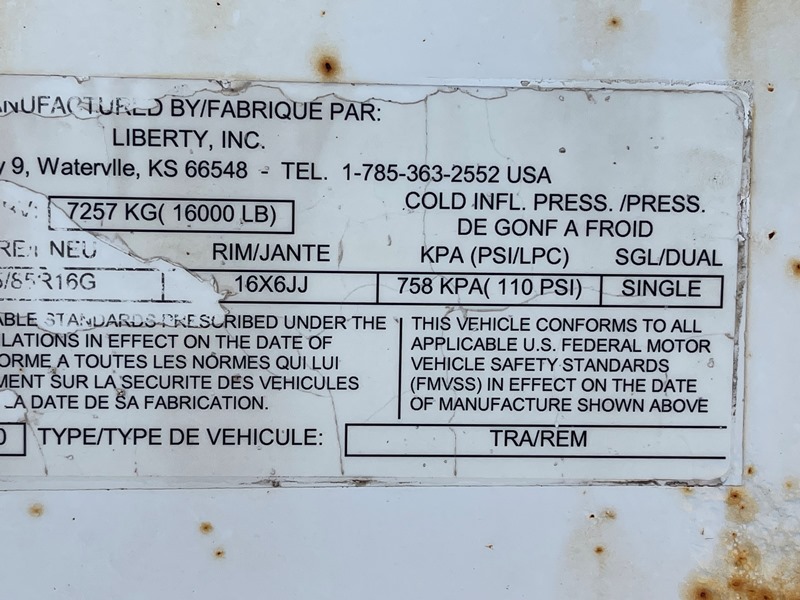 ANUFACTURED BY/FABRIQUE PAR:
LIBERTY, INC.
y 9, Watervlle, KS 66548 - TEL. 1-785-363-2552 USA
7257 KG( 16000 LB)
COLD INFL. PRESS. /PRESS.
DE GONF A FROID
RE/ NEU RIM/JANTE KPA (PSI/LPC) SGL/DUAL
/85R16G 16X6JJ 758 KPA( 110 PSI) SINGLE
ABLE STANDARDS PRESCRIBED UNDER THE
LATIONS IN EFFECT ON THE DATE OF
ORME A TOUTES LES NORMES QUI LUI
MENT SUR LA SECURITE DES VEHICULES
LA DATE DE SA FABRICATION.
THIS VEHICLE CONFORMS TO ALL
APPLICABLE U.S. FEDERAL MOTOR
VEHICLE SAFETY STANDARDS
(FMVSS) IN EFFECT ON THE DATE
OF MANUFACTURE SHOWN ABOVE
0 TYPE/TYPE DE VEHICULE: TRA/REM